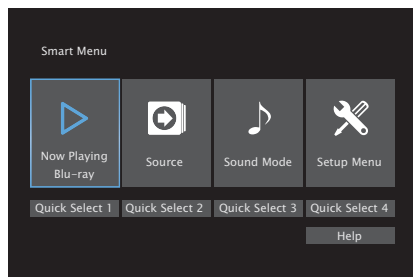 Smart Menu
Now Playing
Blu-ray
Source
Sound Mode
Setup Menu
Quick Select 1
Quick Select 2
Quick Select 3
Quick Select 4
Help